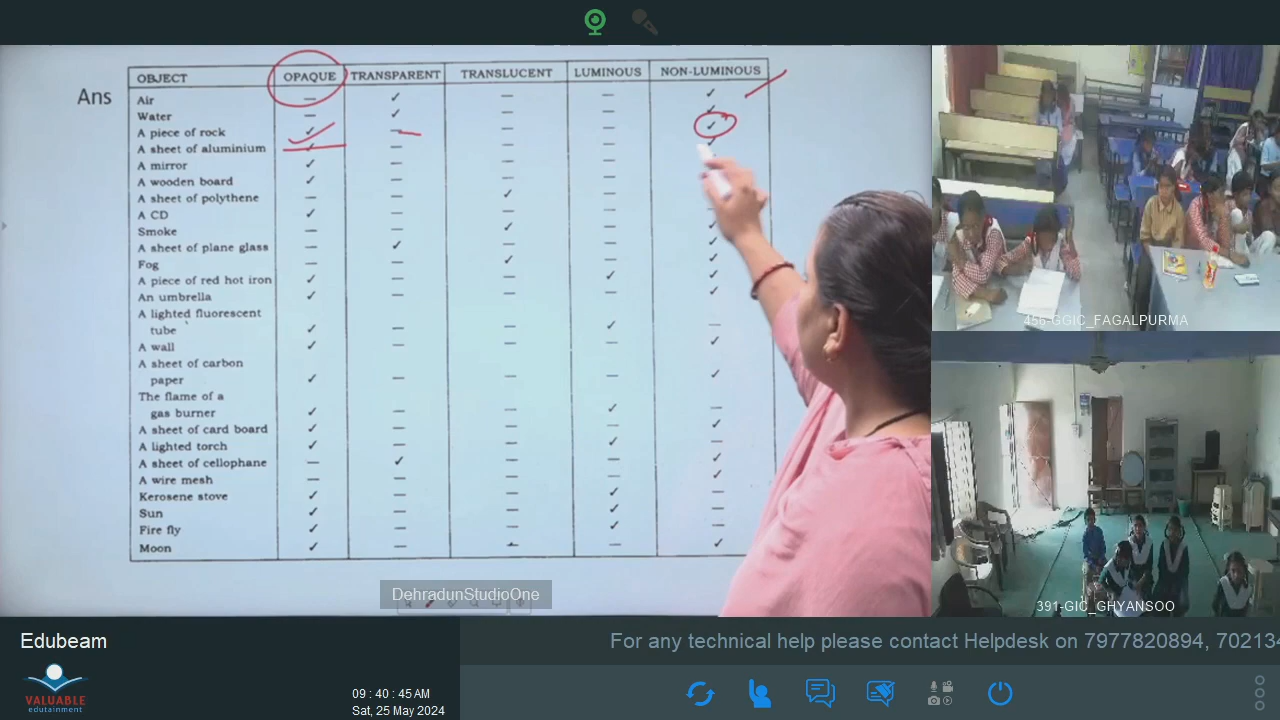 Ans
OBJECT OPAQUE TRANSPARENT TRANSLUCENT LUMINOUS NON-LUMINOUS
Air — ✓ — — ✓
Water — ✓ — — ✓
A piece of rock ✓ — — — ✓
A sheet of aluminium ✓ — — — ✓
A mirror ✓ — — —
A wooden board ✓ — — —
A sheet of polythene — — ✓ —
A CD ✓ — — — —
Smoke — — ✓ — ✓
A sheet of plane glass — ✓ — — ✓
Fog — — ✓ — ✓
A piece of red hot iron ✓ — — ✓ ✓
An umbrella ✓ — — — ✓
A lighted fluorescent
tube ✓ — — ✓ —
A wall ✓ — — — ✓
A sheet of carbon
paper ✓ — — — ✓
The flame of a
gas burner ✓ — — ✓ —
A sheet of card board ✓ — — — ✓
A lighted torch ✓ — — ✓ —
A sheet of cellophane — ✓ — — ✓
A wire mesh — — — — ✓
Kerosene stove ✓ — — ✓ —
Sun ✓ — — ✓ —
Fire fly ✓ — — ✓ —
Moon ✓ — — — ✓
DehradunStudioOne
456-GGIC_FAGALPURMA
391-GIC_GHYANSOO
Edubeam
VALUABLE
edutainment
09 : 40 : 45 AM
Sat, 25 May 2024
For any technical help please contact Helpdesk on 7977820894, 702134